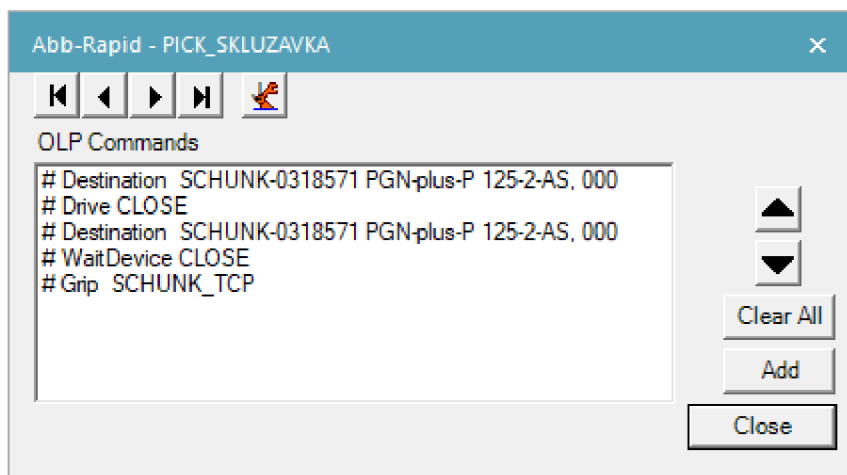 Abb-Rapid - PICK_SKLUZAVKA
OLP Commands
# Destination SCHUNK-0318571 PGN-plus-P 125-2-AS, 000
# Drive CLOSE
# Destination SCHUNK-0318571 PGN-plus-P 125-2-AS, 000
# WaitDevice CLOSE
# Grip SCHUNK_TCP
Clear All
Add
Close